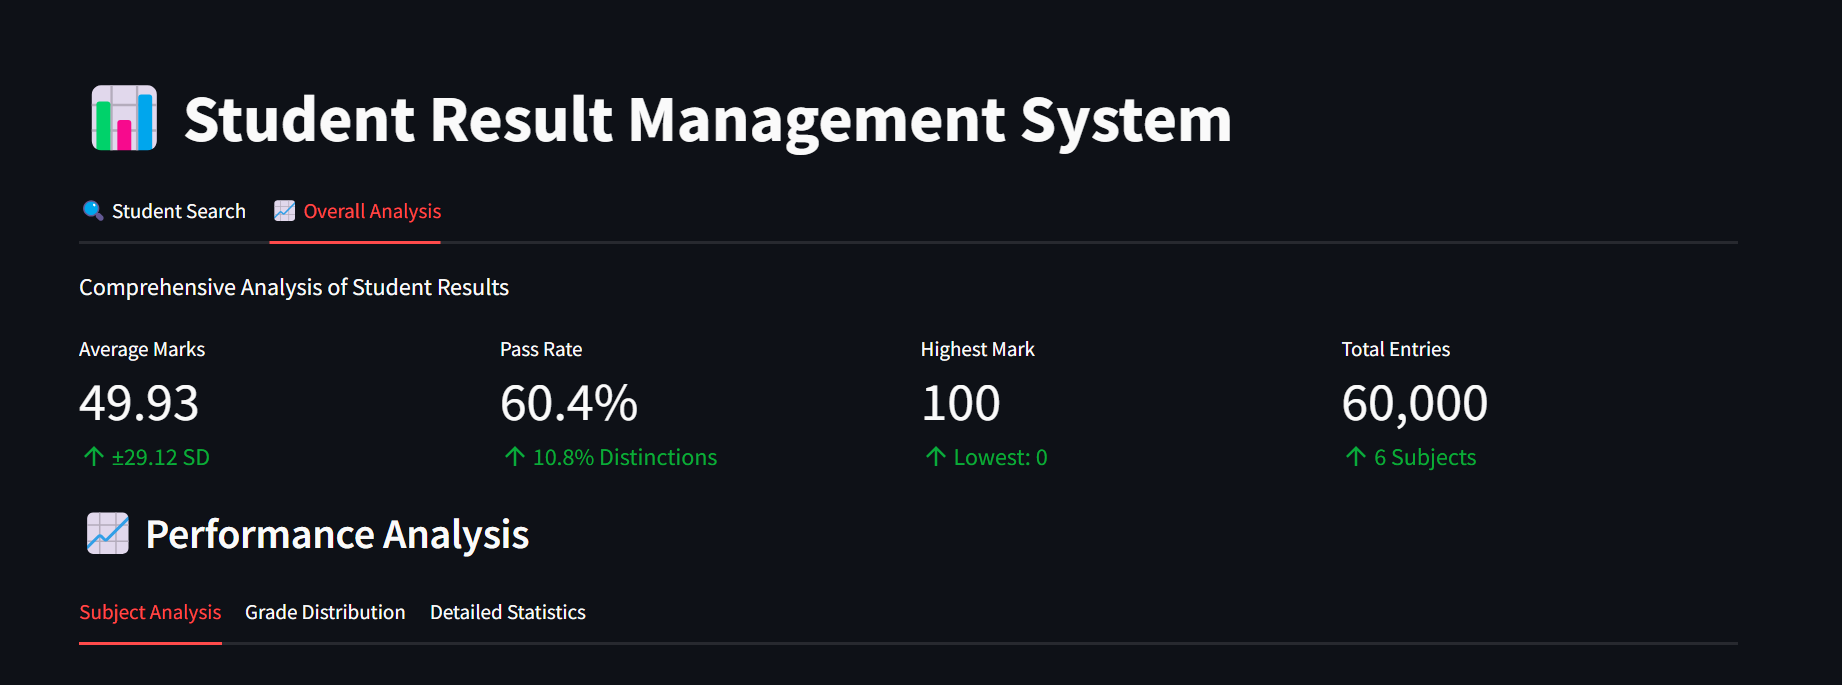 Student Result Management System
Student Search
Overall Analysis
Comprehensive Analysis of Student Results
Average Marks
49.93
↑ ±29.12 SD
Pass Rate
60.4%
↑ 10.8% Distinctions
Highest Mark
100
↑ Lowest: 0
Total Entries
60,000
↑ 6 Subjects
Performance Analysis
Subject Analysis
Grade Distribution
Detailed Statistics